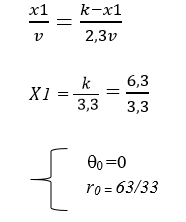 x1/v = k−x1/2,3v
X1 = k/3,3 = 6,3/3,3
θ₀=0
r₀ = 63/33